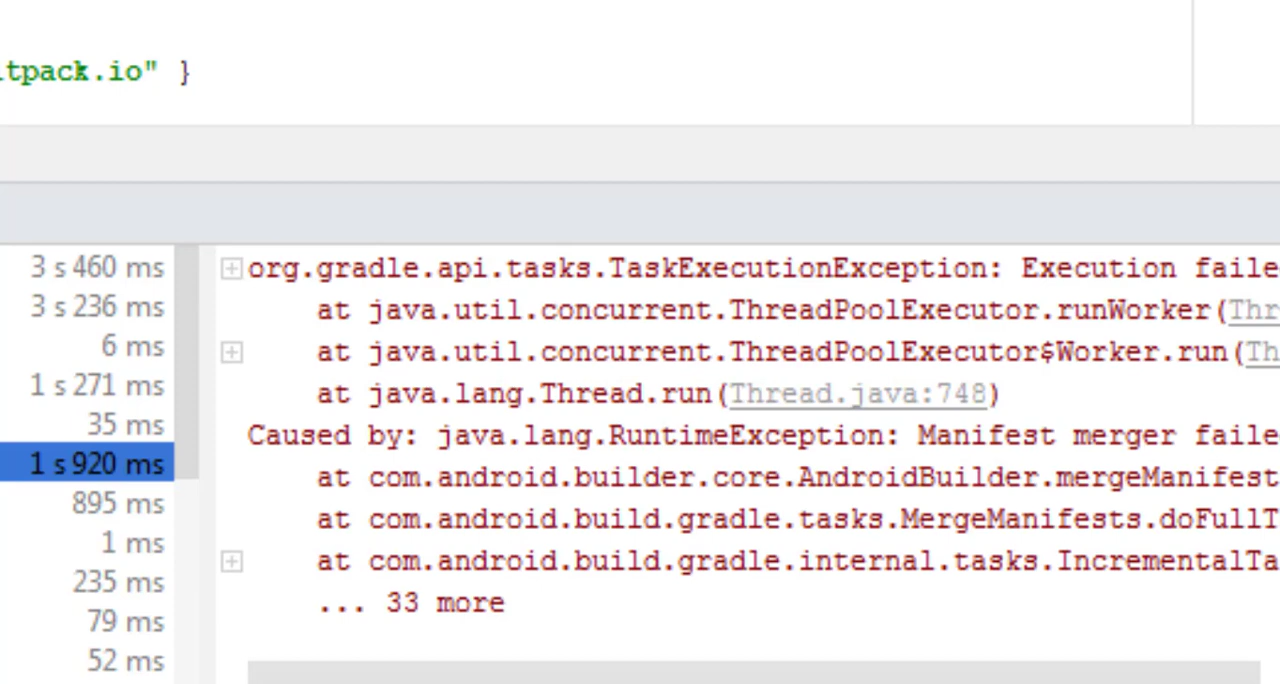 itpack.io" }
3 s 460 ms
3 s 236 ms
6 ms
1 s 271 ms
35 ms
1 s 920 ms
895 ms
1 ms
235 ms
79 ms
52 ms
org.gradle.api.tasks.TaskExecutionException: Execution faile
at java.util.concurrent.ThreadPoolExecutor.runWorker(Thr
at java.util.concurrent.ThreadPoolExecutor$Worker.run(Th
at java.lang.Thread.run(Thread.java:748)
Caused by: java.lang.RuntimeException: Manifest merger faile
at com.android.builder.core.AndroidBuilder.mergeManifest
at com.android.build.gradle.tasks.MergeManifests.doFullT
at com.android.build.gradle.internal.tasks.IncrementalTa
... 33 more